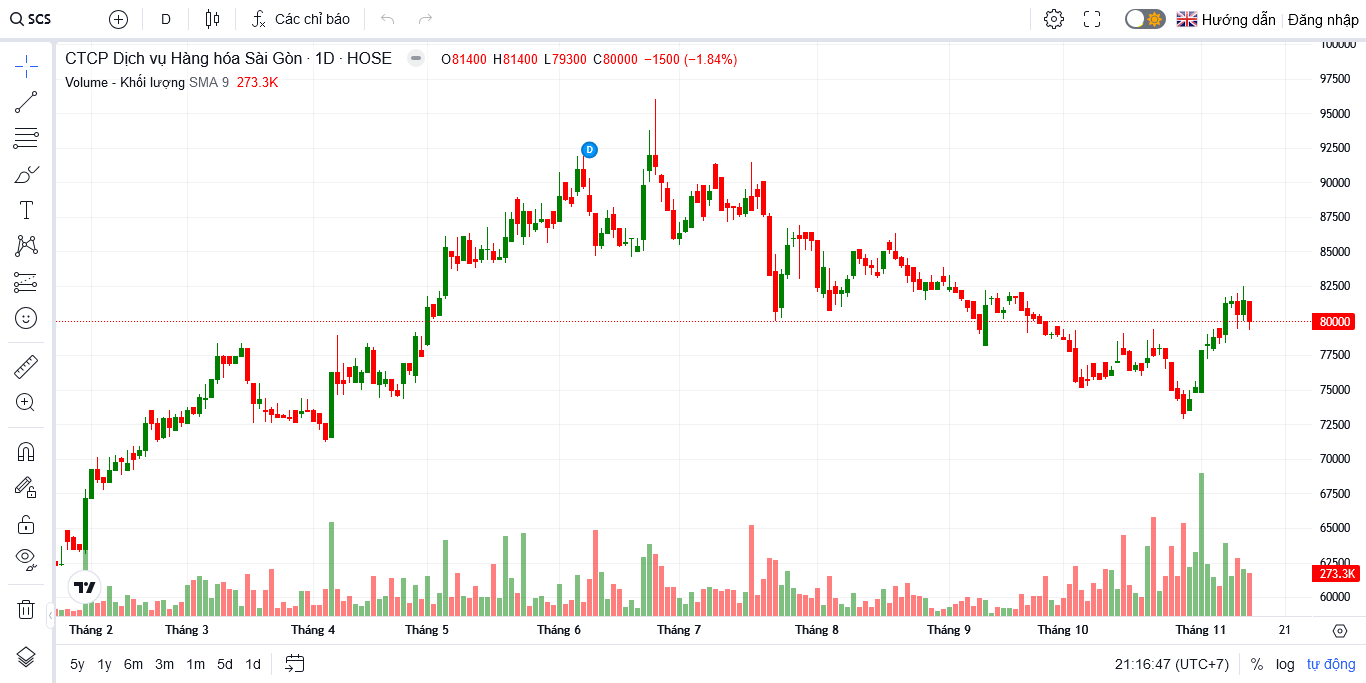 SCS D Các chỉ báo Hướng dẫn Đăng nhập
CTCP Dịch vụ Hàng hóa Sài Gòn · 1D · HOSE O81400 H81400 L79300 C80000 −1500 (−1.84%)
Volume - Khối lượng SMA 9 273.3K
100000
97500
95000
92500
90000
87500
85000
82500
80000
77500
75000
72500
70000
67500
65000
62500
273.3K
60000
D
Tháng 2 Tháng 3 Tháng 4 Tháng 5 Tháng 6 Tháng 7 Tháng 8 Tháng 9 Tháng 10 Tháng 11 21
5y 1y 6m 3m 1m 5d 1d 21:16:47 (UTC+7) % log tự động